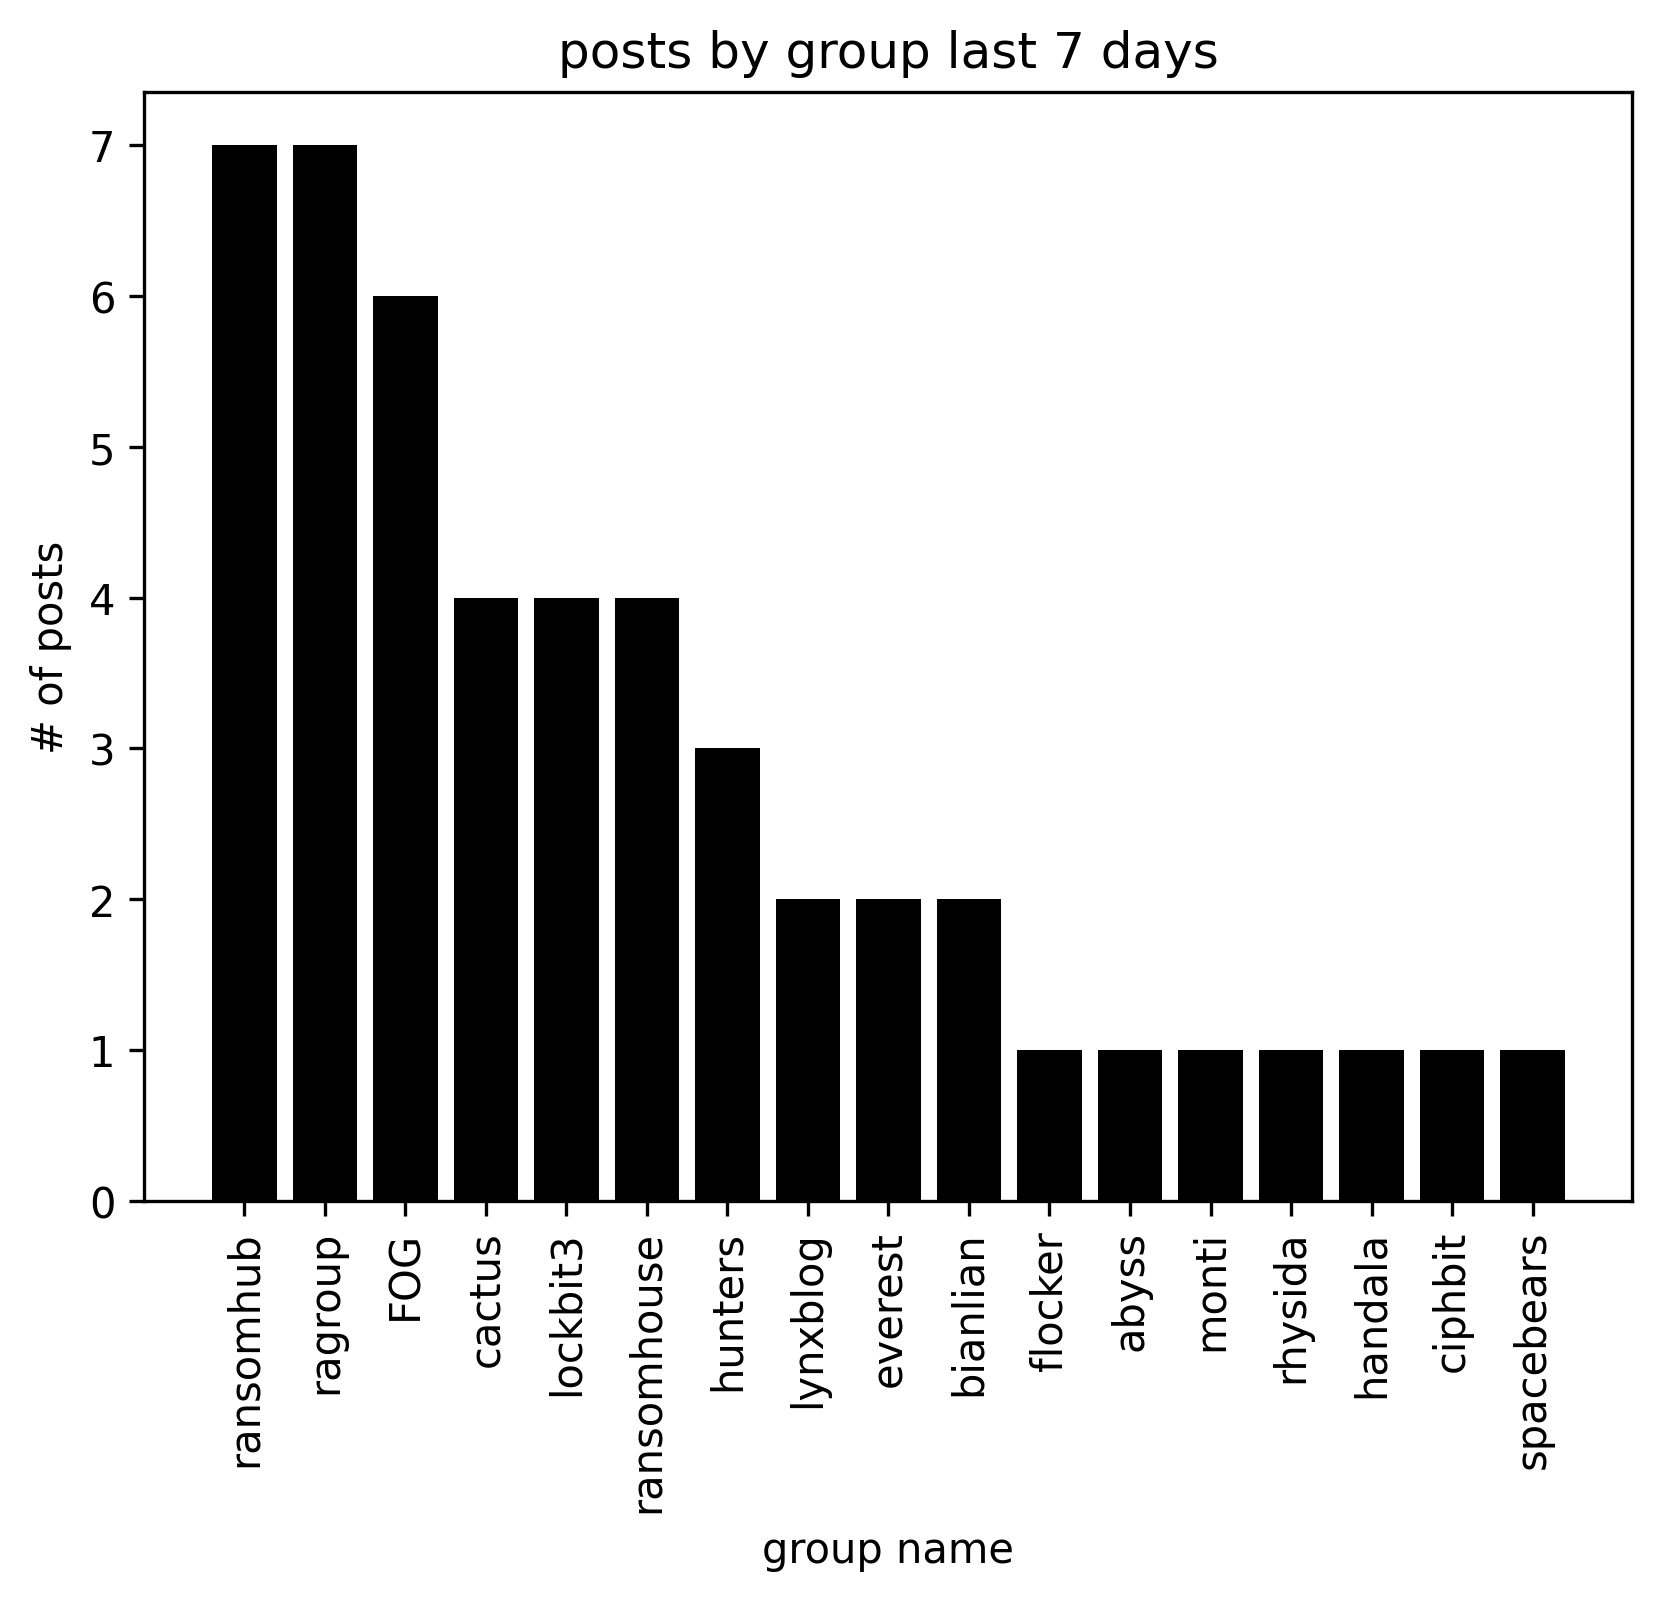 posts by group last 7 days
# of posts
7
6
5
4
3
2
1
0
ransomhub
ragroup
FOG
cactus
lockbit3
ransomhouse
hunters
lynxblog
everest
bianlian
flocker
abyss
monti
rhysida
handala
ciphbit
spacebears
group name